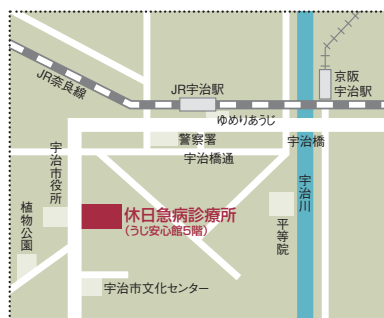 JR奈良線
JR宇治駅
京阪
宇治駅
ゆめりあうじ
警察署
宇治橋
宇治橋通
宇治市役所
植物公園
休日急病診療所
(うじ安心館5階)
平等院
宇治川
宇治市文化センター